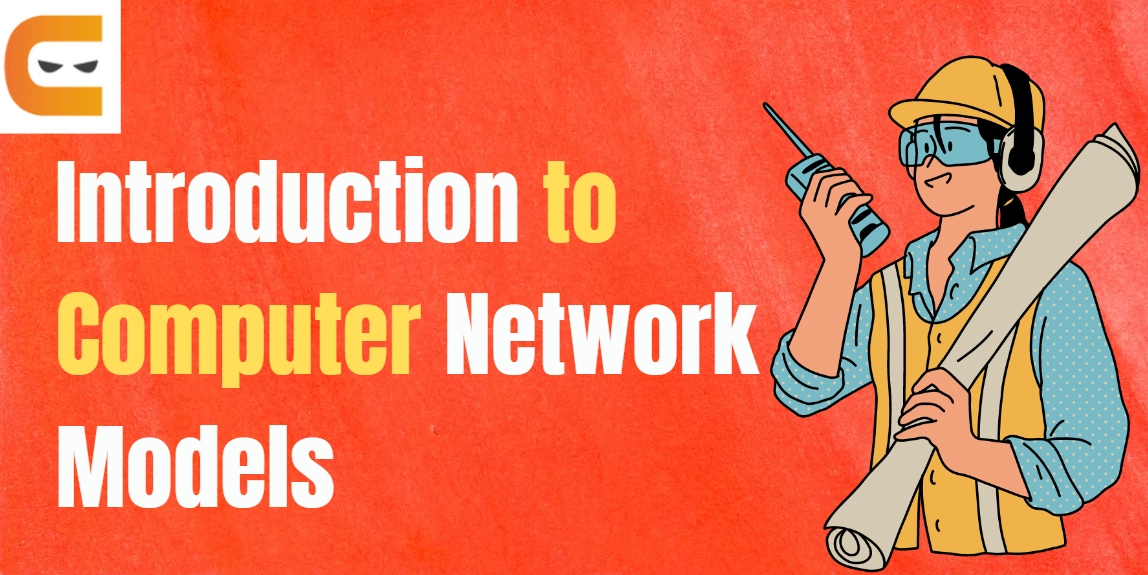 Introduction to
Computer Network
Models